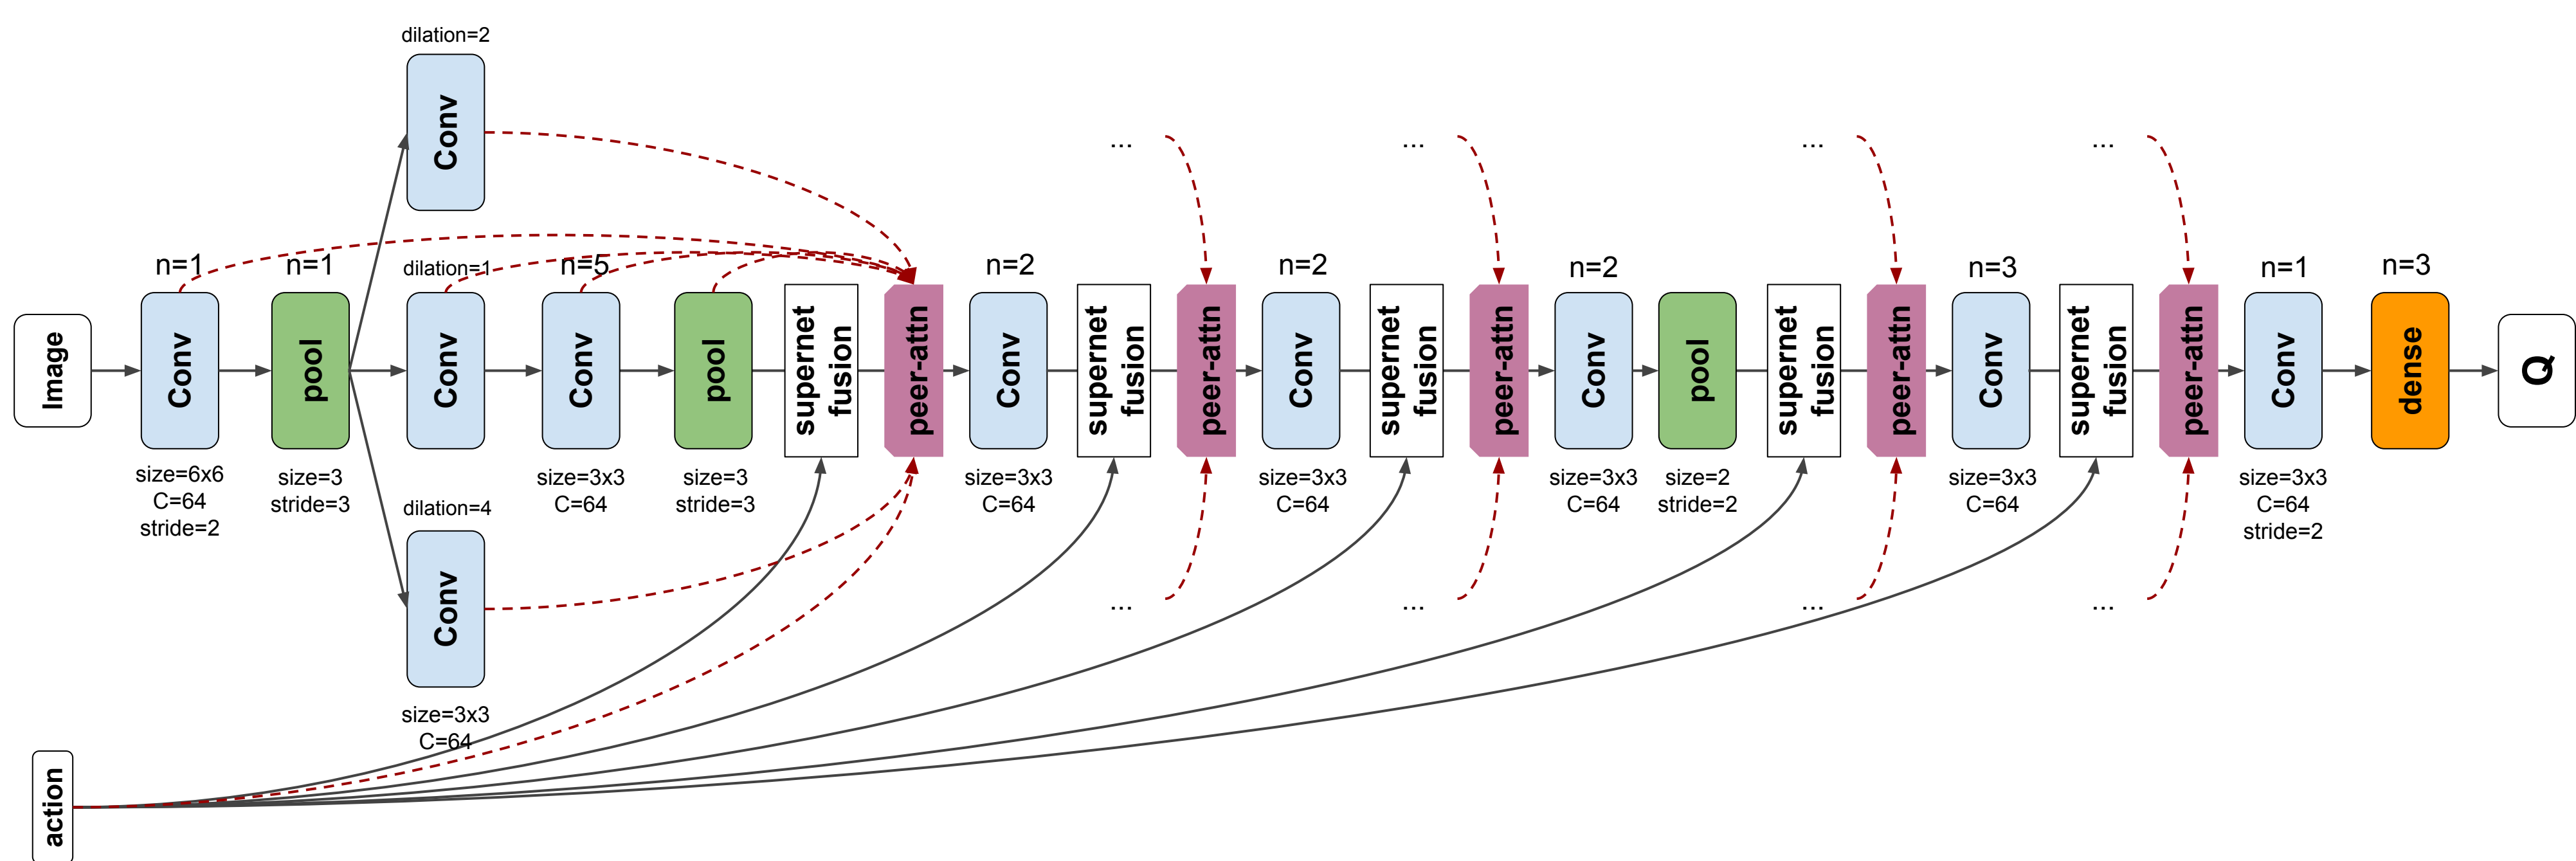 dilation=2
Conv
... ... ... ...
n=1 n=1 dilation=1 n=5 n=2 n=2 n=2 n=3 n=1 n=3
Image Conv pool Conv Conv pool supernet fusion peer-attn Conv supernet fusion peer-attn Conv supernet fusion peer-attn Conv pool supernet fusion peer-attn Conv supernet fusion peer-attn Conv dense Q
size=6x6 size=3 size=3x3 size=3 size=3x3 size=3x3 size=3x3 size=2 size=3x3 size=3x3
C=64 stride=3 C=64 stride=3 C=64 C=64 C=64 stride=2 C=64 C=64
stride=2 dilation=4 stride=2
Conv
... ... ... ...
size=3x3
C=64
action